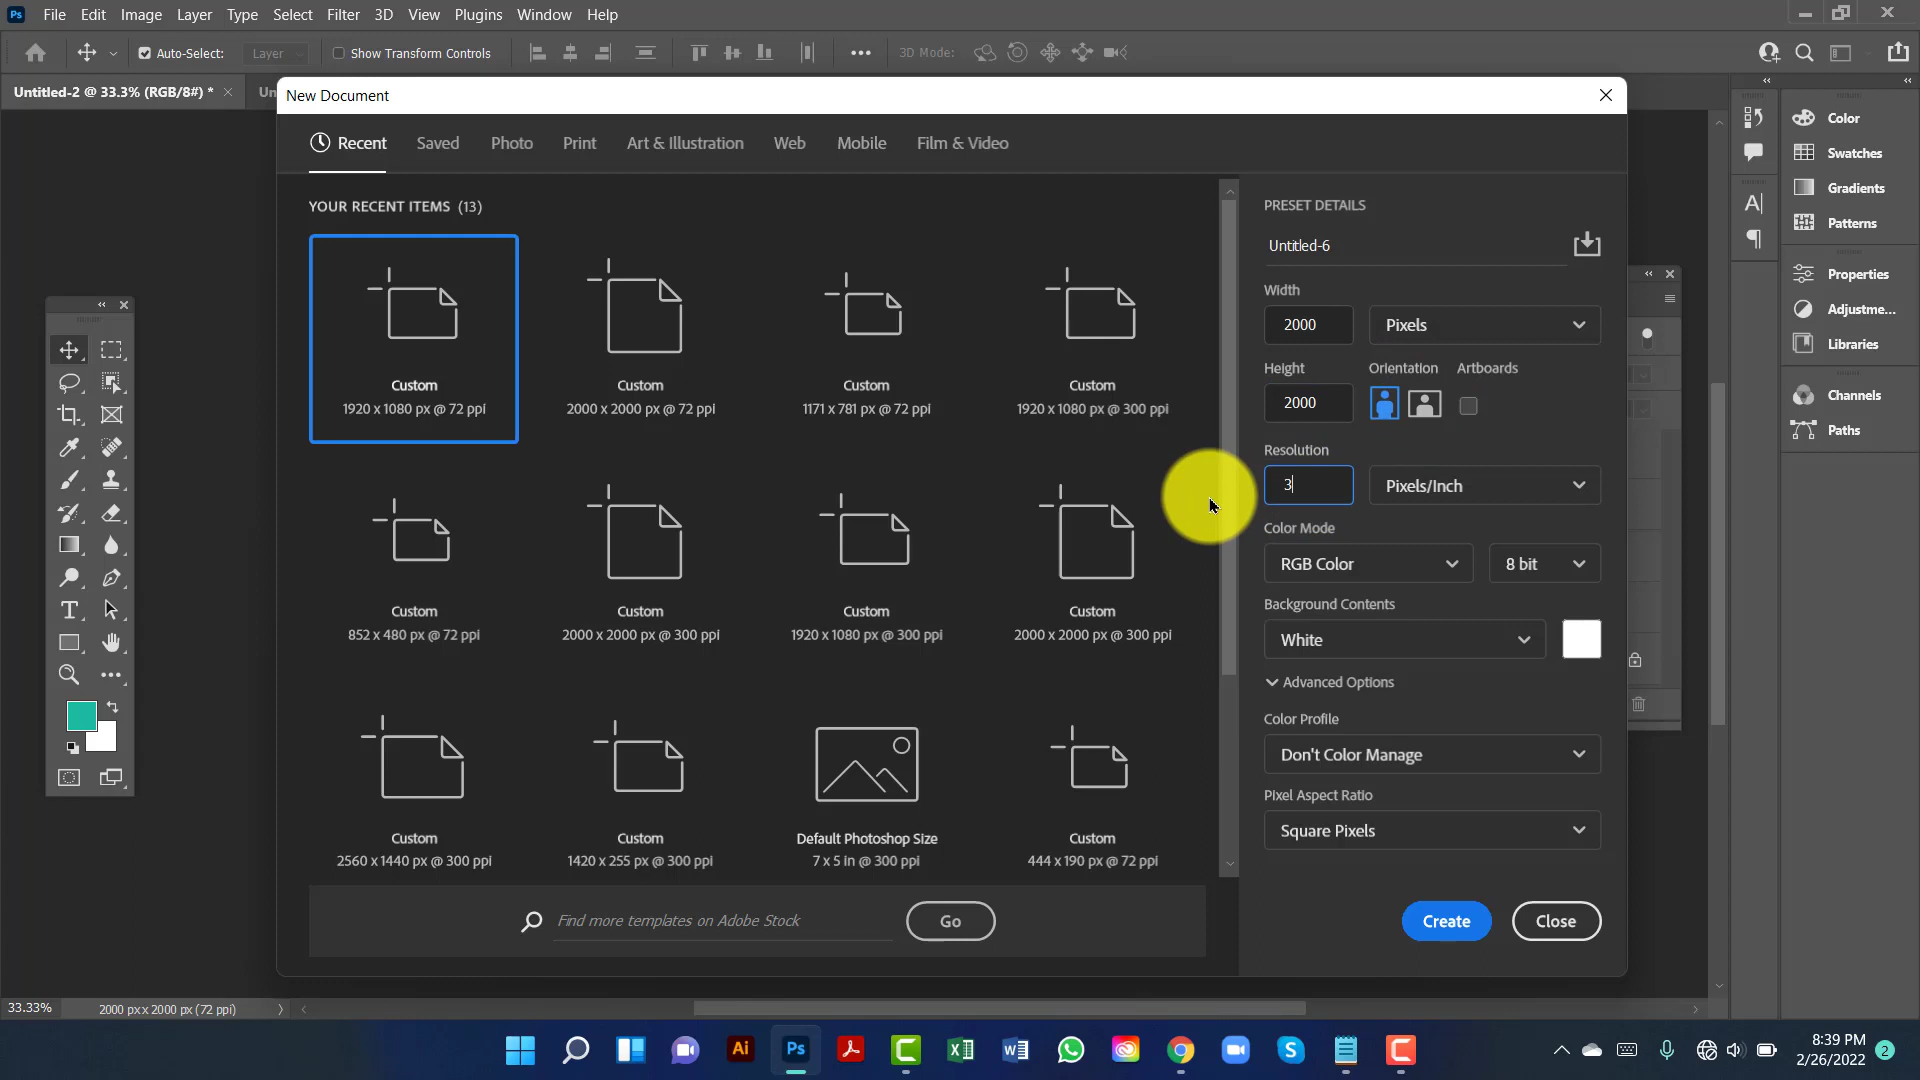 Ps File Edit Image Layer Type Select Filter 3D View Plugins Window Help
Auto-Select: Layer Show Transform Controls 3D Mode:
Untitled-2 @ 33.3% (RGB/8#) * Un
New Document
Recent Saved Photo Print Art & Illustration Web Mobile Film & Video
YOUR RECENT ITEMS (13)
Custom Custom Custom Custom
1920 x 1080 px @ 72 ppi 2000 x 2000 px @ 72 ppi 1171 x 781 px @ 72 ppi 1920 x 1080 px @ 300 ppi
Custom Custom Custom Custom
852 x 480 px @ 72 ppi 2000 x 2000 px @ 300 ppi 1920 x 1080 px @ 300 ppi 2000 x 2000 px @ 300 ppi
Custom Custom Default Photoshop Size Custom
2560 x 1440 px @ 300 ppi 1420 x 255 px @ 300 ppi 7 x 5 in @ 300 ppi 444 x 190 px @ 72 ppi
Find more templates on Adobe Stock Go
PRESET DETAILS
Untitled-6
Width
2000 Pixels
Height Orientation Artboards
2000
Resolution
3 Pixels/Inch
Color Mode
RGB Color 8 bit
Background Contents
White
Advanced Options
Color Profile
Don't Color Manage
Pixel Aspect Ratio
Square Pixels
Create Close
Color
Swatches
Gradients
Patterns
Properties
Adjustme...
Libraries
Channels
Paths
33.33% 2000 px x 2000 px (72 ppi)
Ai Ps
8:39 PM
2/26/2022 2